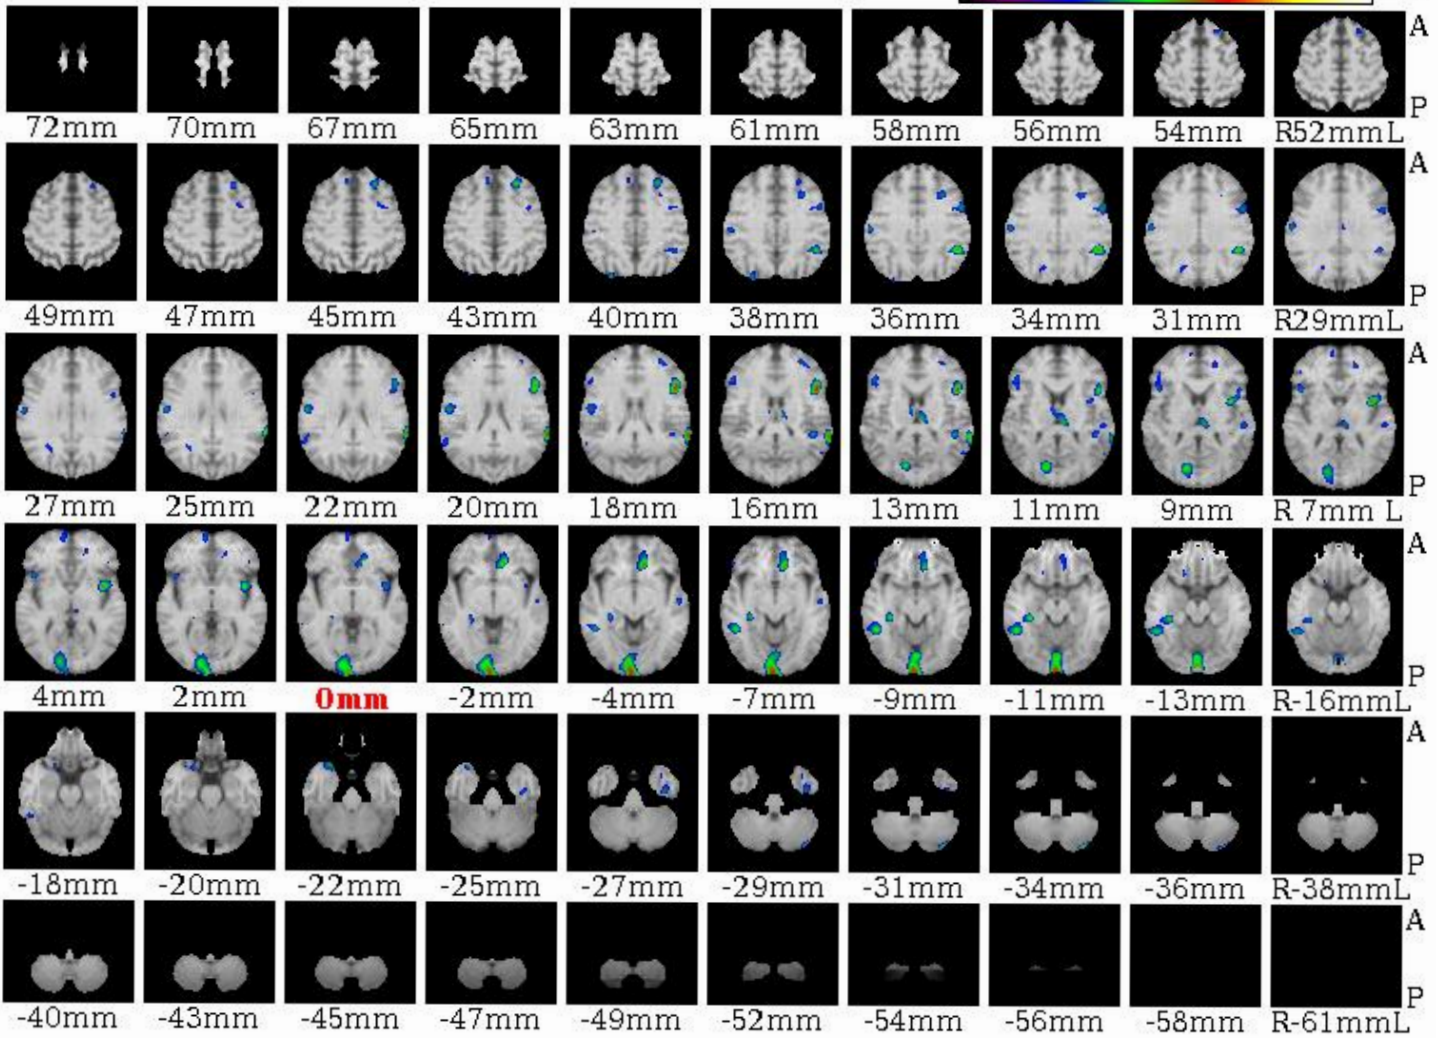 A
P
72mm 70mm 67mm 65mm 63mm 61mm 58mm 56mm 54mm R52mmL
A
P
49mm 47mm 45mm 43mm 40mm 38mm 36mm 34mm 31mm R29mmL
A
P
27mm 25mm 22mm 20mm 18mm 16mm 13mm 11mm 9mm R 7mm L
A
P
4mm 2mm 0mm -2mm -4mm -7mm -9mm -11mm -13mm R-16mmL
A
P
-18mm -20mm -22mm -25mm -27mm -29mm -31mm -34mm -36mm R-38mmL
A
P
-40mm -43mm -45mm -47mm -49mm -52mm -54mm -56mm -58mm R-61mmL